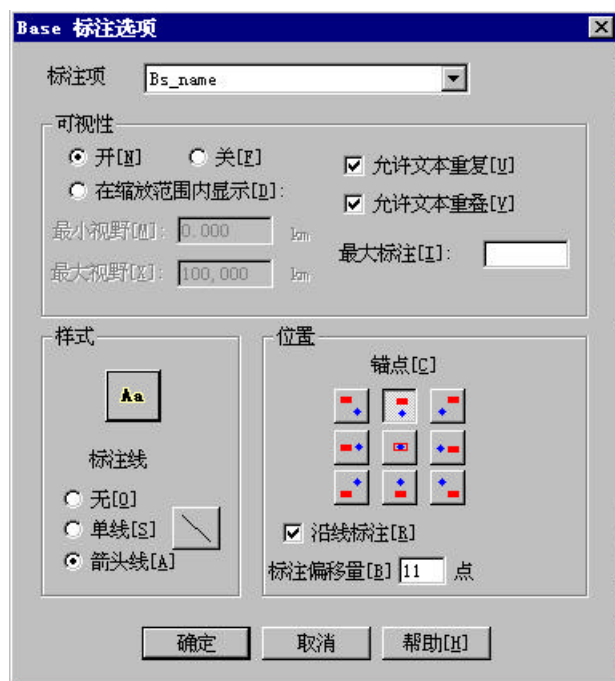 Base 标注选项
标注项 Bs_name
可视性
开[N] 关[F]
允许文本重复[U]
在缩放范围内显示[D]:
允许文本重叠[V]
最小视野[M]: 0.000 km
最大标注[I]:
最大视野[X]: 100,000 km
样式
Aa
标注线
无[O]
单线[S]
箭头线[A]
位置
锚点[C]
沿线标注[R]
标注偏移量[B] 11 点
确定 取消 帮助[H]